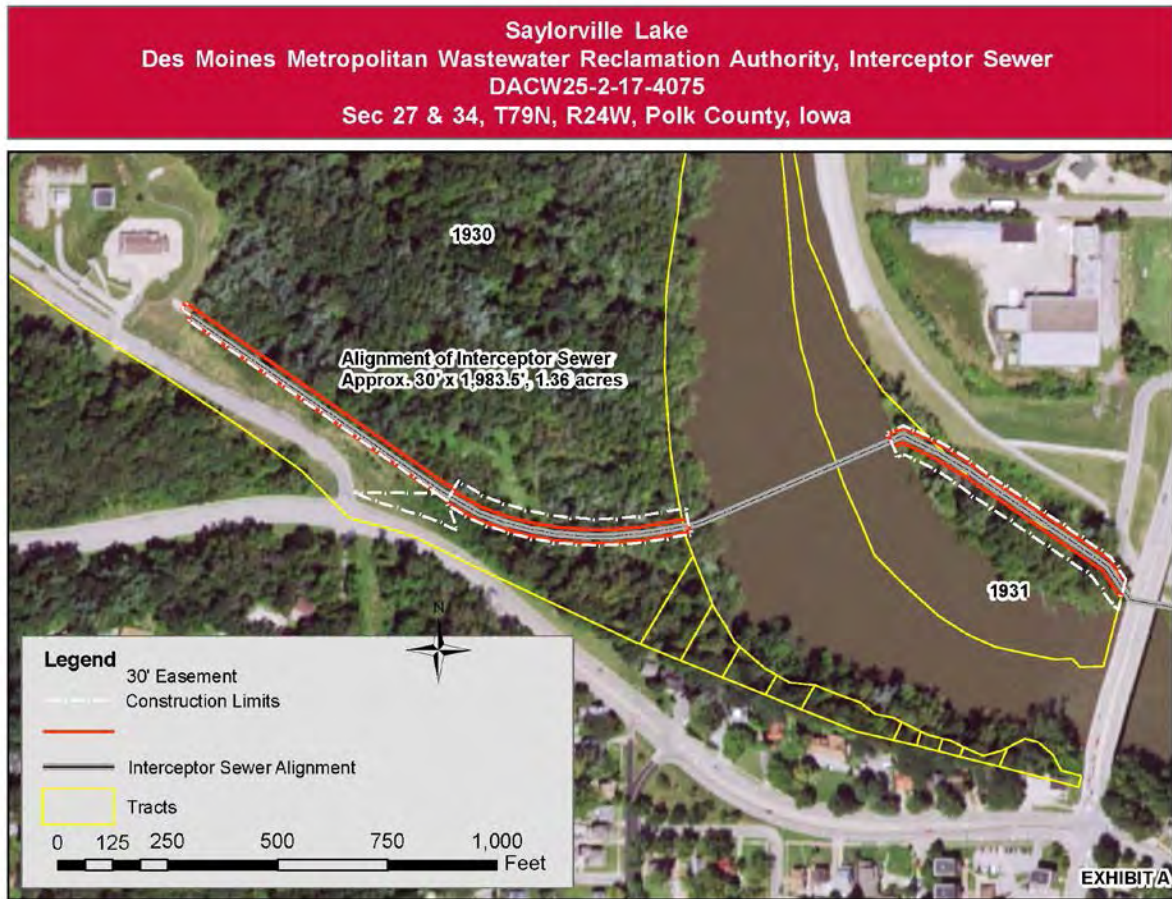 Saylorville Lake
Des Moines Metropolitan Wastewater Reclamation Authority, Interceptor Sewer
DACW25-2-17-4075
Sec 27 & 34, T79N, R24W, Polk County, Iowa
1930
Alignment of Interceptor Sewer
Approx. 30' x 1,983.5', 1.36 acres
1931
N
Legend
30' Easement
Construction Limits
Interceptor Sewer Alignment
Tracts
0 125 250 500 750 1,000
Feet
EXHIBIT A